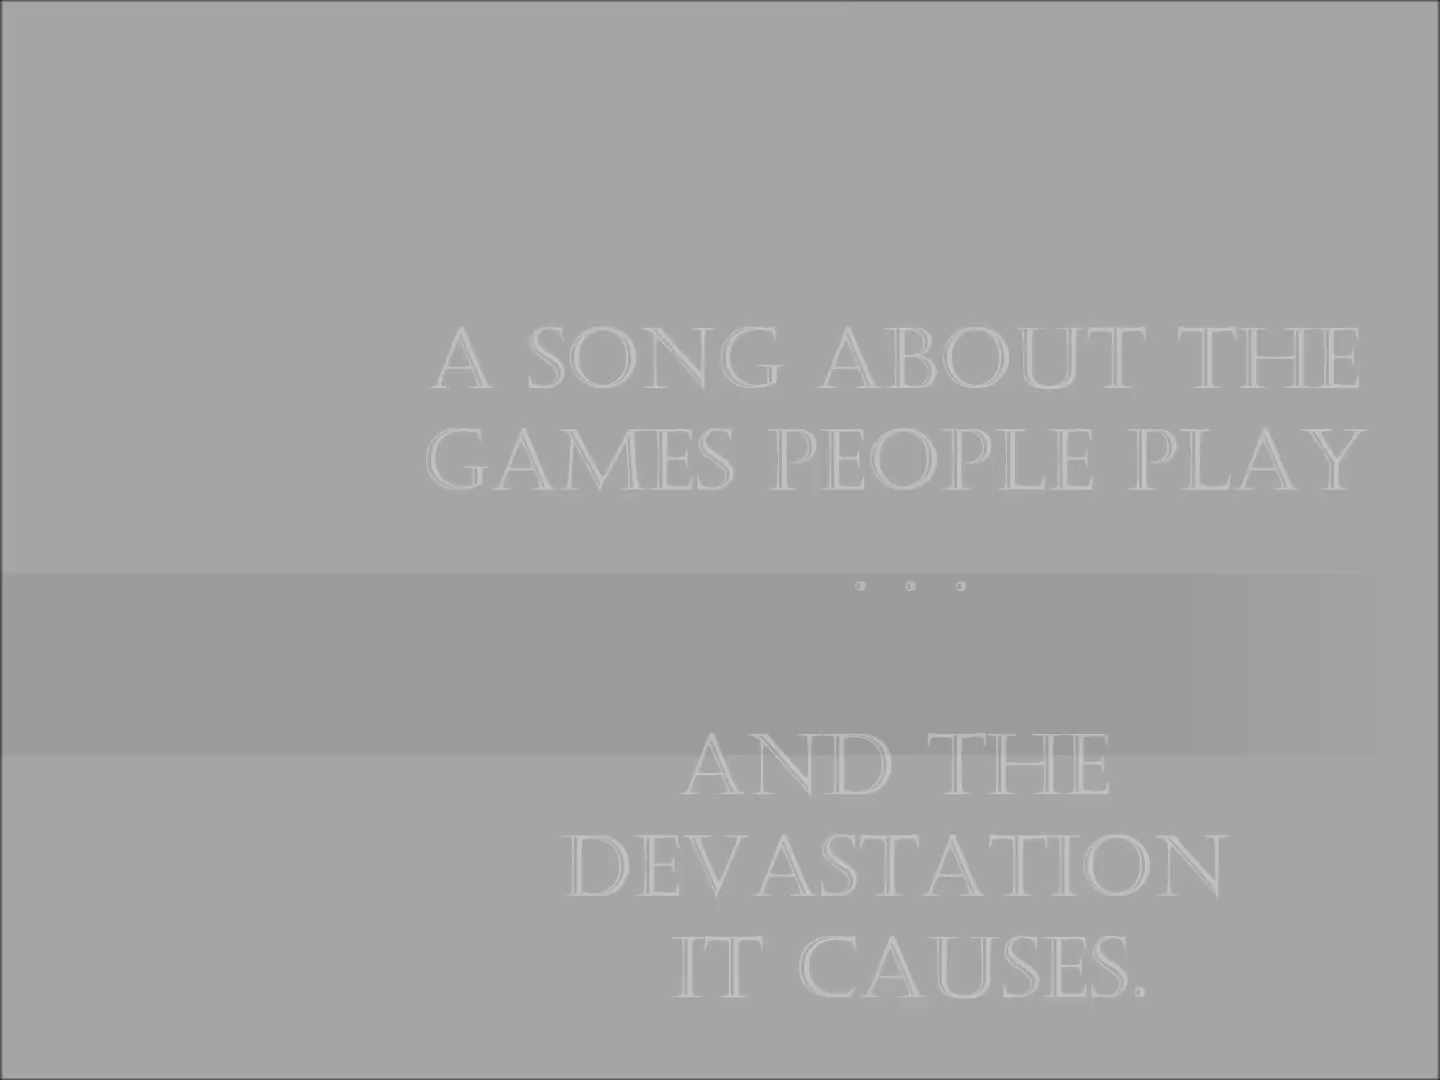 A SONG ABOUT THE
GAMES PEOPLE PLAY
. . .
AND THE
DEVASTATION
IT CAUSES.